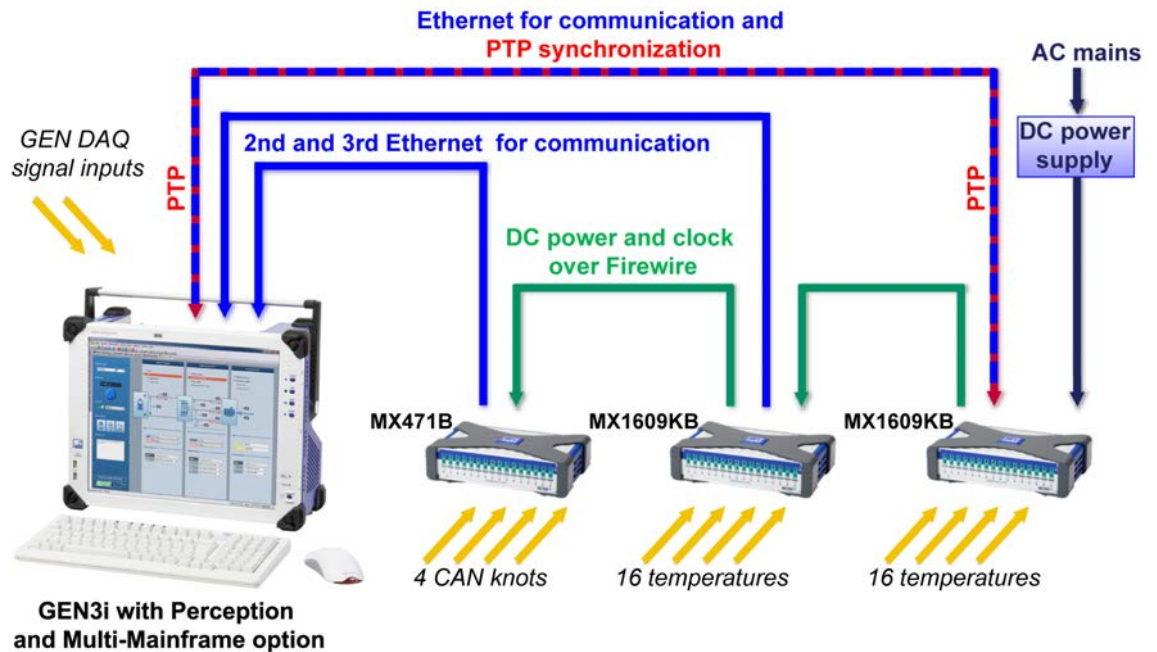 Ethernet for communication and
PTP synchronization
AC mains
GEN DAQ
signal inputs
2nd and 3rd Ethernet for communication
DC power
supply
PTP
PTP
DC power and clock
over Firewire
MX471B
MX1609KB
MX1609KB
4 CAN knots
16 temperatures
16 temperatures
GEN3i with Perception
and Multi-Mainframe option